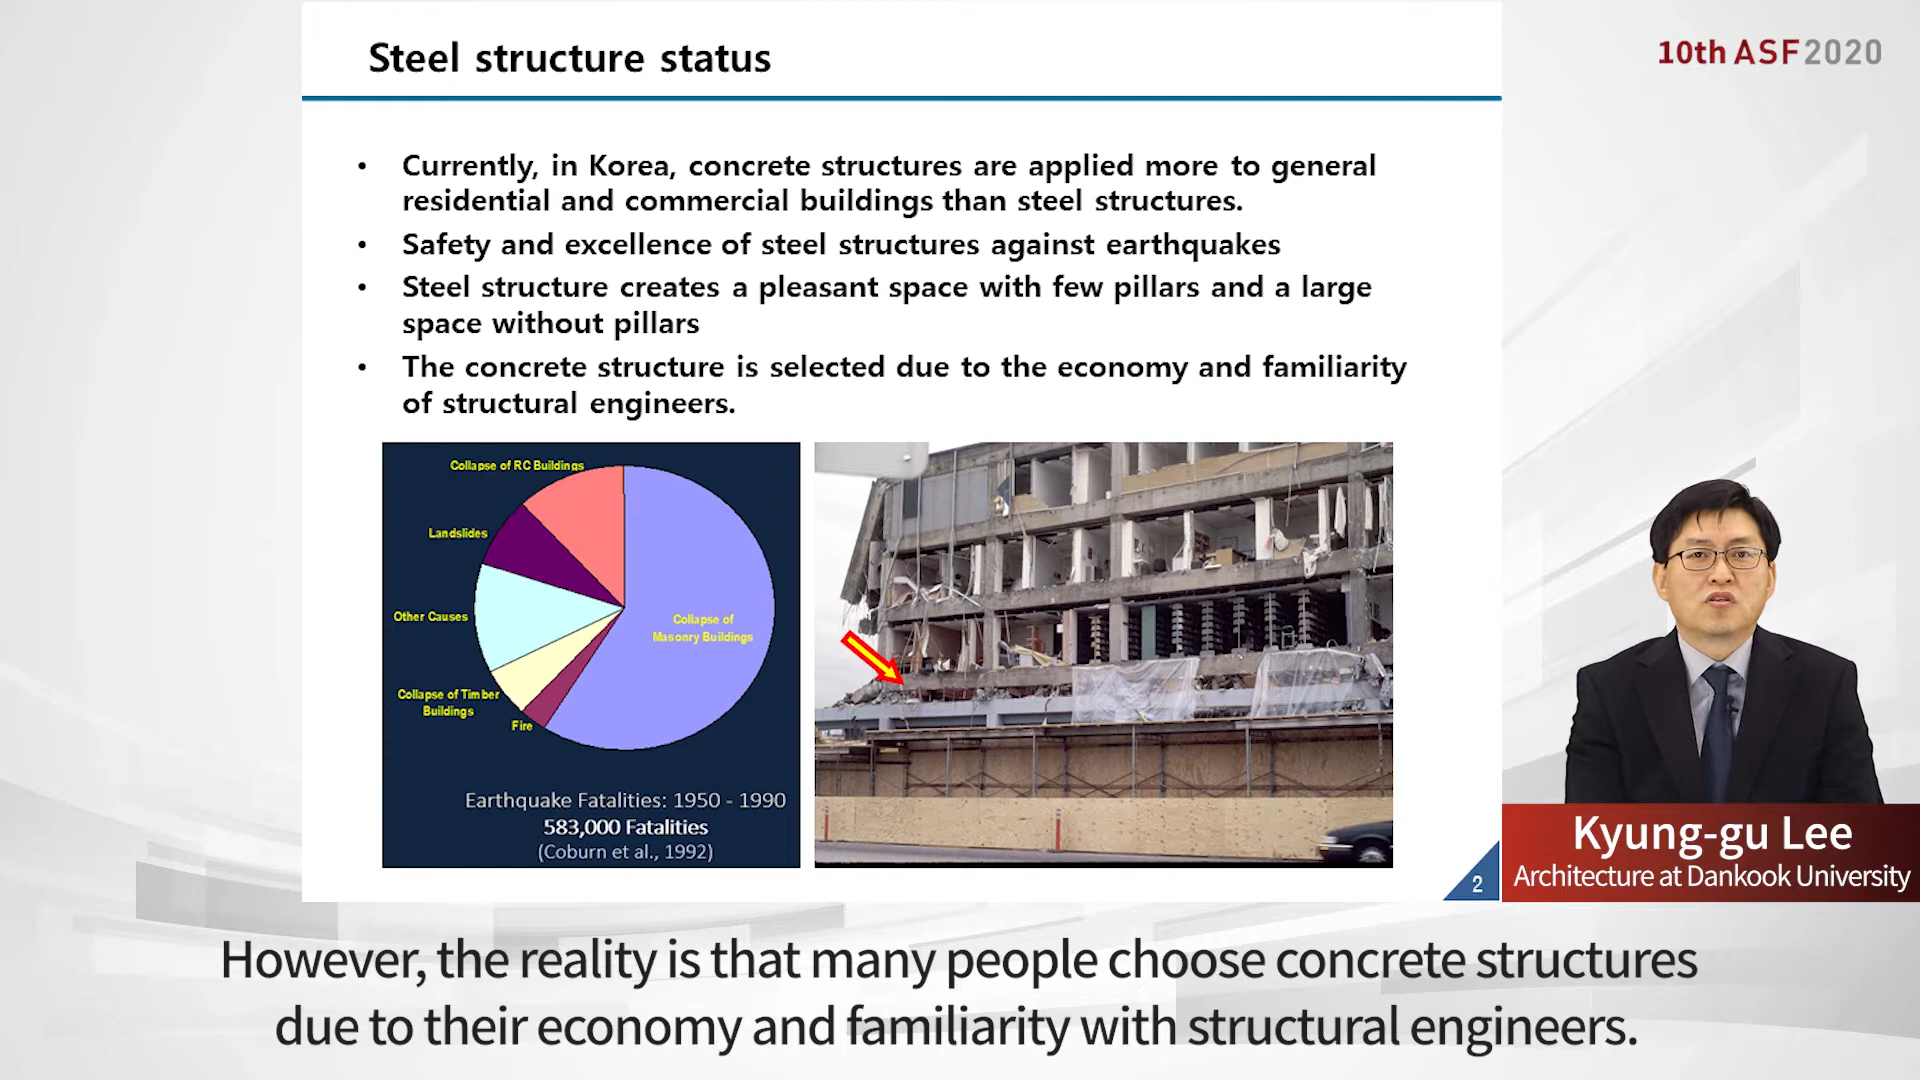 Steel structure status
10th ASF2020
• Currently, in Korea, concrete structures are applied more to general
residential and commercial buildings than steel structures.
• Safety and excellence of steel structures against earthquakes
• Steel structure creates a pleasant space with few pillars and a large
space without pillars
• The concrete structure is selected due to the economy and familiarity
of structural engineers.
Collapse of RC Buildings
Landslides
Other Causes
Collapse of Timber
Buildings
Fire
Collapse of
Masonry Buildings
Earthquake Fatalities: 1950 - 1990
583,000 Fatalities
(Coburn et al., 1992)
2
Kyung-gu Lee
Architecture at Dankook University
However, the reality is that many people choose concrete structures
due to their economy and familiarity with structural engineers.